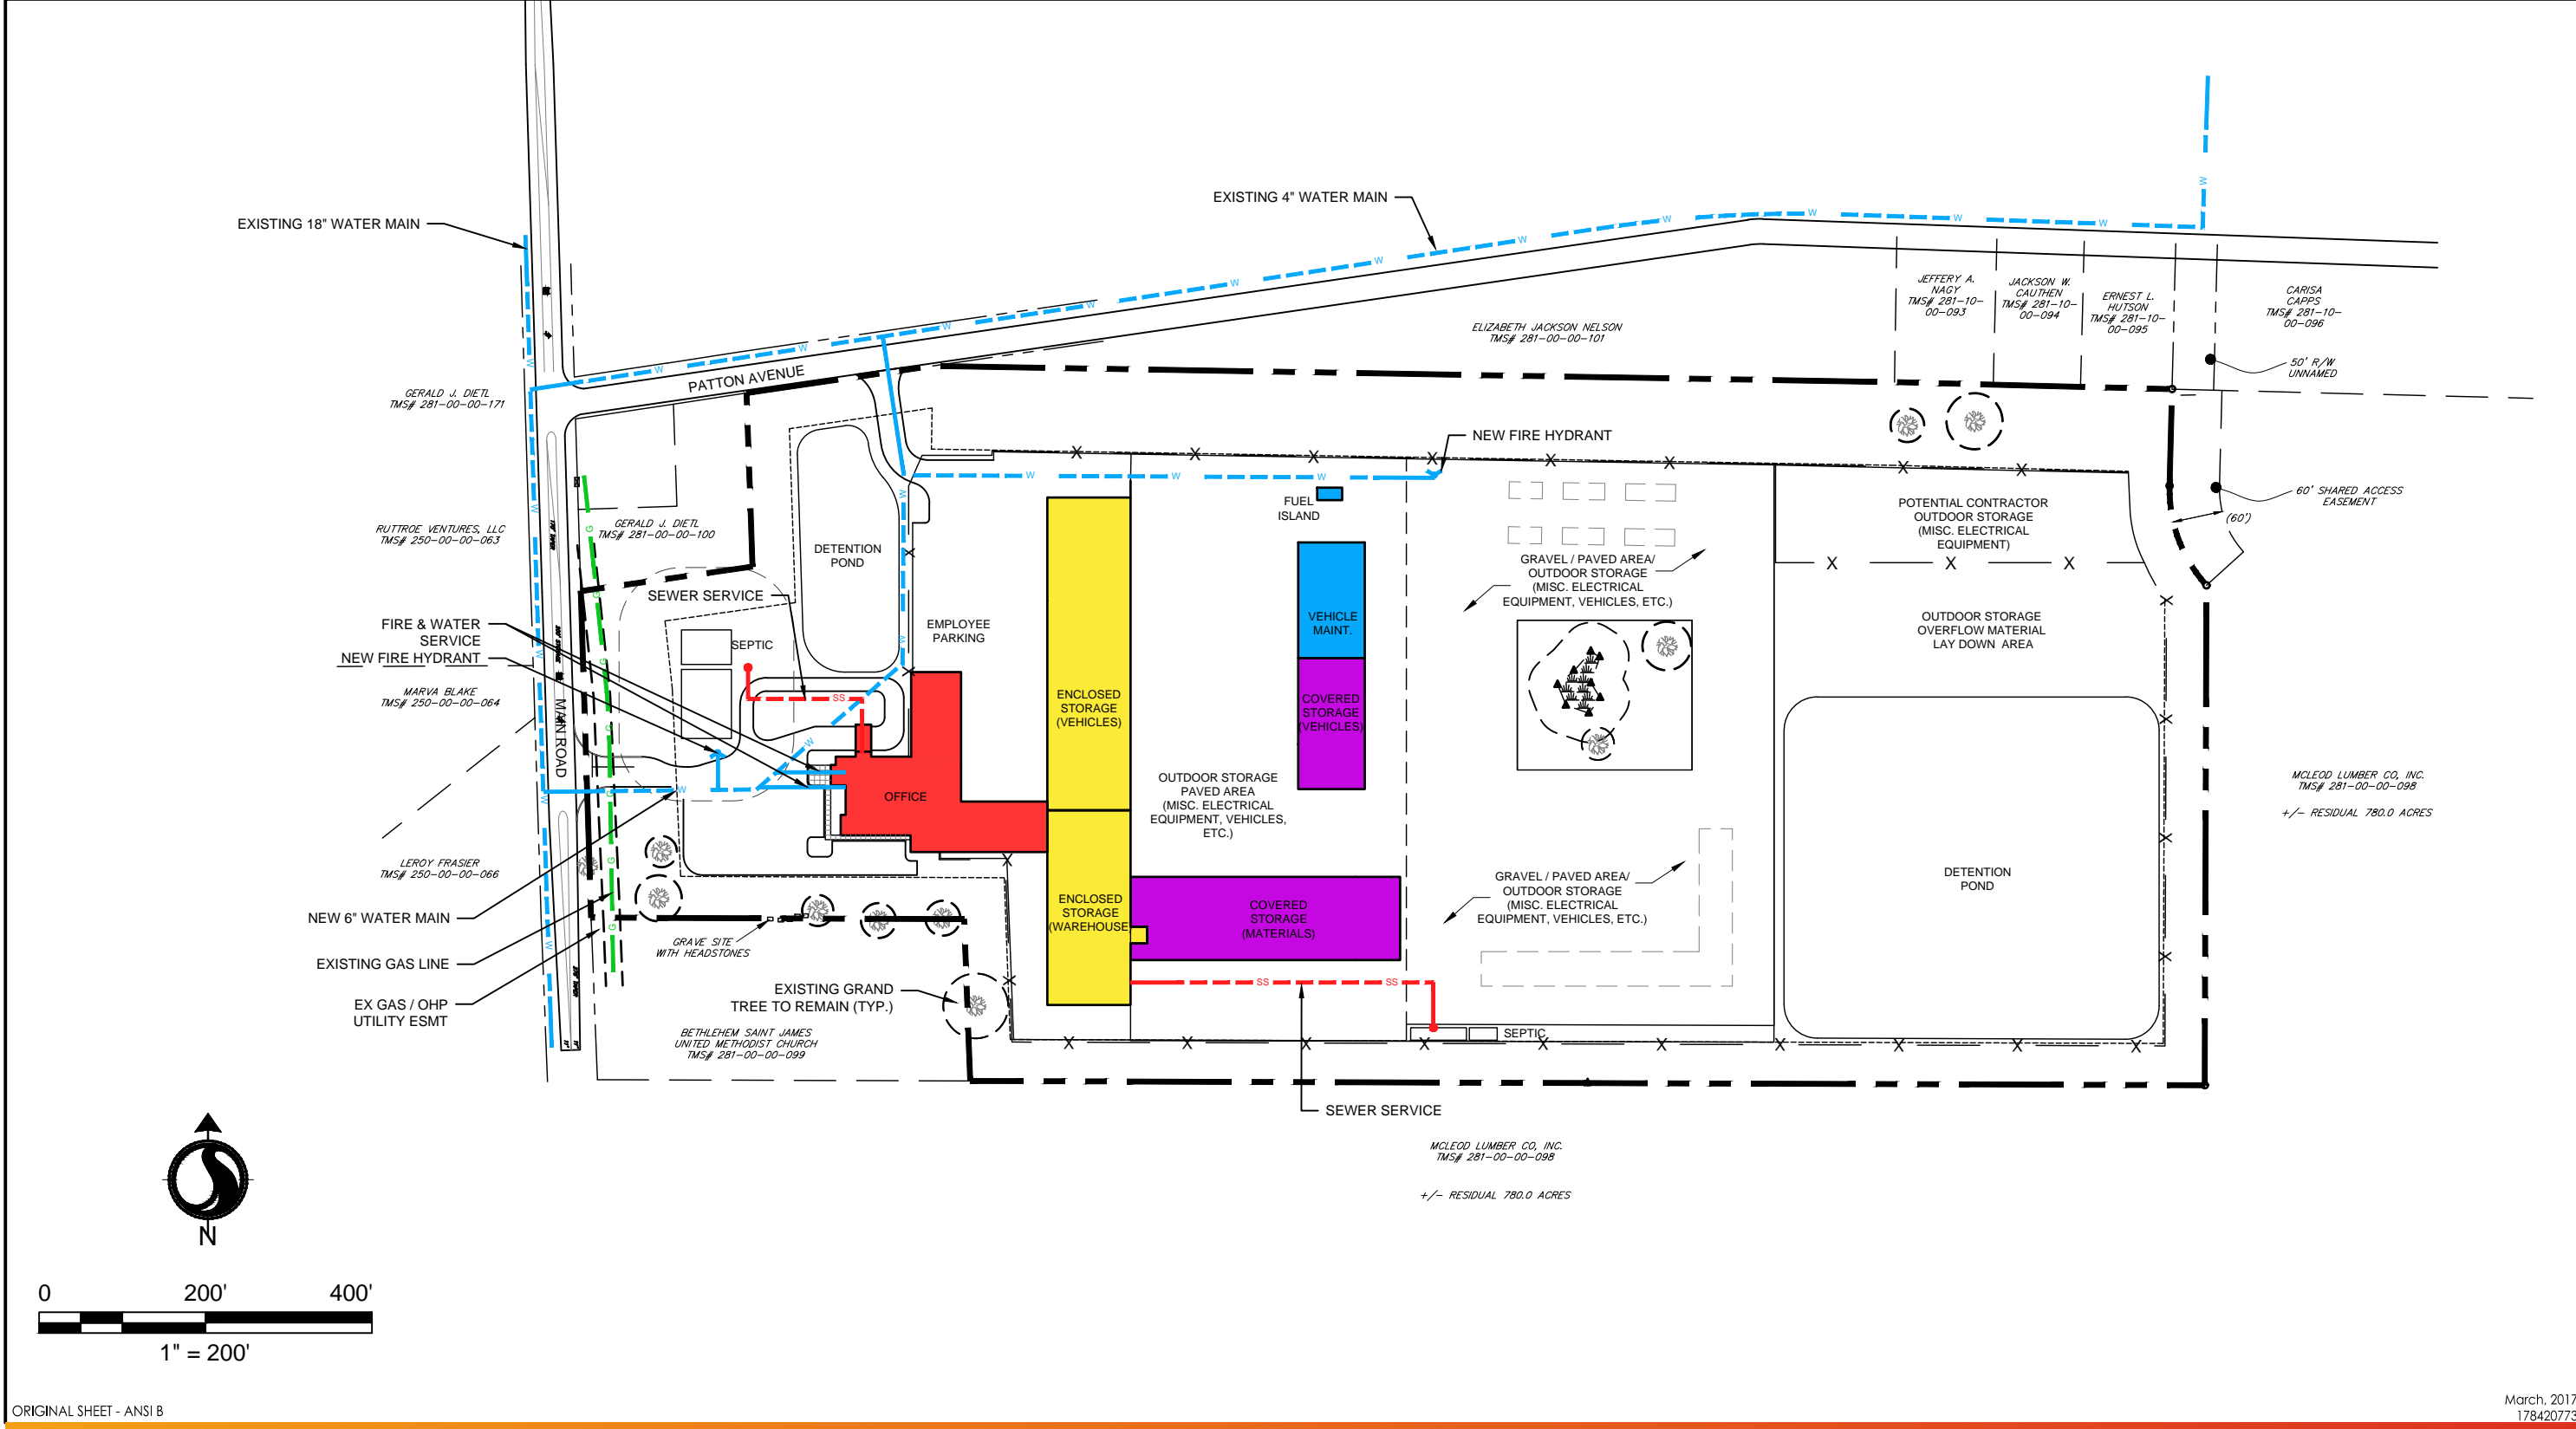 EXISTING 18" WATER MAIN
EXISTING 4" WATER MAIN
W
PATTON AVENUE
GERALD J. DIETL
TMS# 281-00-00-171
ELIZABETH JACKSON NELSON
TMS# 281-00-00-101
JEFFERY A.
NAGY
TMS# 281-10-
00-093
JACKSON W.
CAUTHEN
TMS# 281-10-
00-094
ERNEST L.
HUTSON
TMS# 281-10-
00-095
CARISA
CAPPS
TMS# 281-10-
00-096
50' R/W
UNNAMED
60' SHARED ACCESS
EASEMENT
(60')
NEW FIRE HYDRANT
FUEL
ISLAND
POTENTIAL CONTRACTOR
OUTDOOR STORAGE
(MISC. ELECTRICAL
EQUIPMENT)
RUTTROE VENTURES, LLC
TMS# 250-00-00-063
GERALD J. DIETL
TMS# 281-00-00-100
DETENTION
POND
GRAVEL / PAVED AREA/
OUTDOOR STORAGE
(MISC. ELECTRICAL
EQUIPMENT, VEHICLES, ETC.)
SEWER SERVICE
EMPLOYEE
PARKING
VEHICLE
MAINT.
OUTDOOR STORAGE
OVERFLOW MATERIAL
LAY DOWN AREA
FIRE & WATER
SERVICE
NEW FIRE HYDRANT
SEPTIC
SS
MARVA BLAKE
TMS# 250-00-00-064
MAIN ROAD
G
ENCLOSED
STORAGE
(VEHICLES)
COVERED
STORAGE
(VEHICLES)
OFFICE
OUTDOOR STORAGE
PAVED AREA
(MISC. ELECTRICAL
EQUIPMENT, VEHICLES,
ETC.)
MCLEOD LUMBER CO, INC.
TMS# 281-00-00-098
+/- RESIDUAL 780.0 ACRES
LEROY FRASIER
TMS# 250-00-00-066
NEW 6" WATER MAIN
EXISTING GAS LINE
EX GAS / OHP
UTILITY ESMT
GRAVE SITE
WITH HEADSTONES
EXISTING GRAND
TREE TO REMAIN (TYP.)
BETHLEHEM SAINT JAMES
UNITED METHODIST CHURCH
TMS# 281-00-00-099
ENCLOSED
STORAGE
(WAREHOUSE
COVERED
STORAGE
(MATERIALS)
GRAVEL / PAVED AREA/
OUTDOOR STORAGE
(MISC. ELECTRICAL
EQUIPMENT, VEHICLES, ETC.)
DETENTION
POND
SS
SS
SEPTIC
SEWER SERVICE
MCLEOD LUMBER CO, INC.
TMS# 281-00-00-098
+/- RESIDUAL 780.0 ACRES
N
0 200' 400'
1" = 200'
ORIGINAL SHEET - ANSI B
March, 2017
178420773